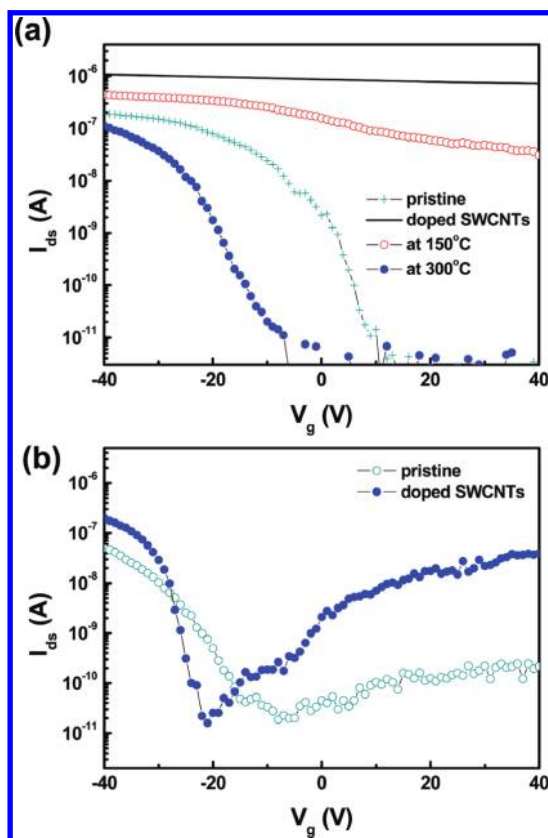 (a)
10⁻⁶
10⁻⁷
10⁻⁸
10⁻⁹
10⁻¹⁰
10⁻¹¹
I_ds (A)
pristine
doped SWCNTs
at 150°C
at 300°C
-40 -20 0 20 40
V_g (V)
(b)
10⁻⁶
10⁻⁷
10⁻⁸
10⁻⁹
10⁻¹⁰
10⁻¹¹
I_ds (A)
pristine
doped SWCNTs
-40 -20 0 20 40
V_g (V)